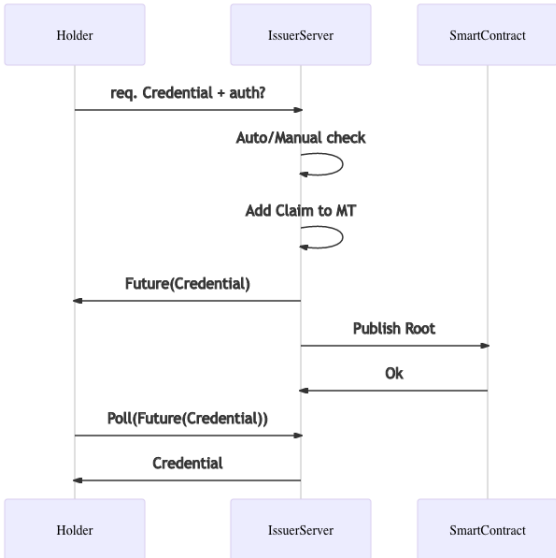 Holder
IssuerServer
SmartContract
req. Credential + auth?
Auto/Manual check
Add Claim to MT
Future(Credential)
Publish Root
Ok
Poll(Future(Credential))
Credential
Holder
IssuerServer
SmartContract